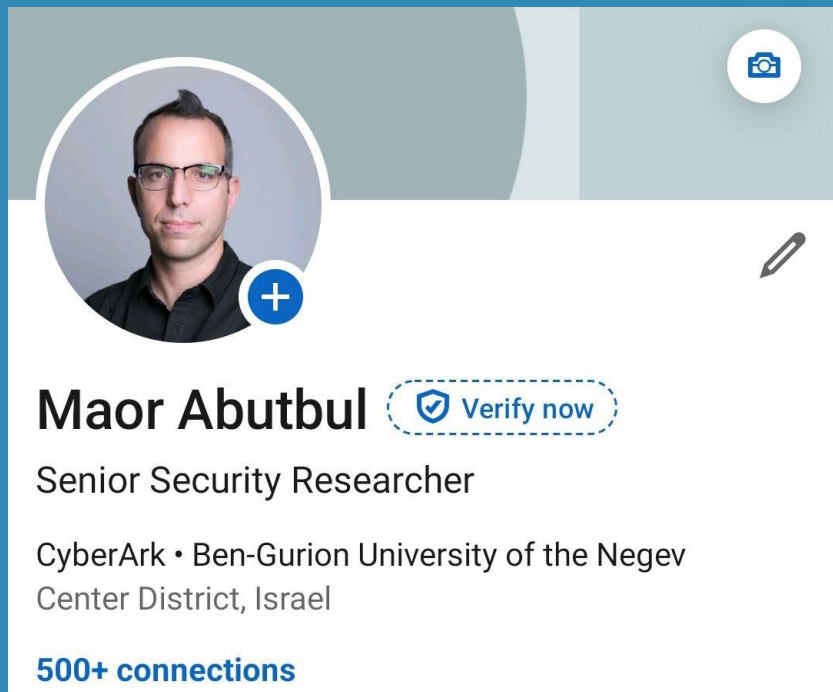 Maor Abutbul Verify now
Senior Security Researcher
CyberArk • Ben-Gurion University of the Negev
Center District, Israel
500+ connections